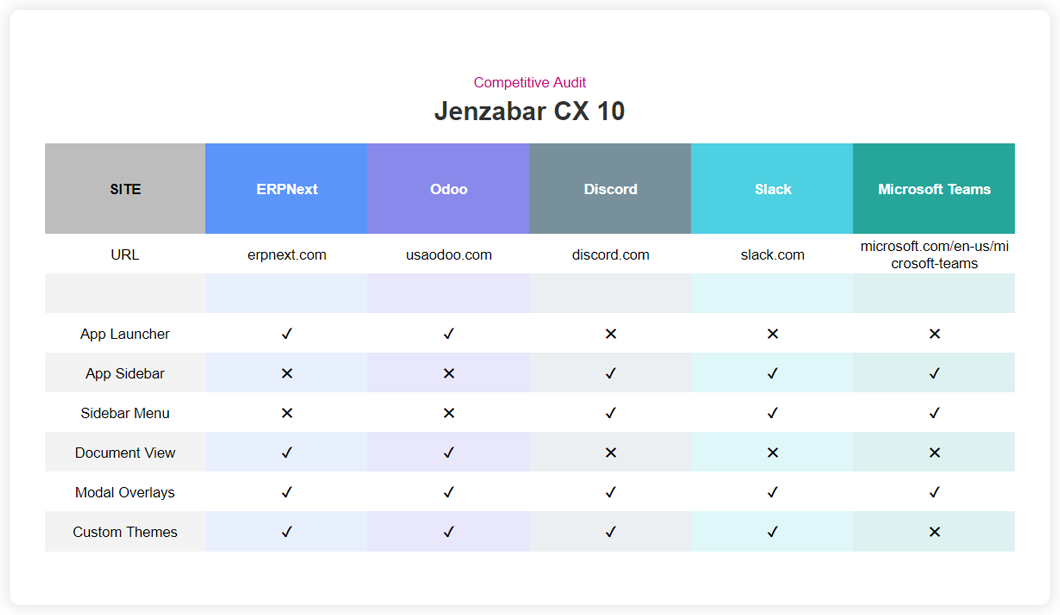 Competitive Audit
Jenzabar CX 10
SITE ERPNext Odoo Discord Slack Microsoft Teams
URL erpnext.com usaodoo.com discord.com slack.com microsoft.com/en-us/mi
crosoft-teams
App Launcher ✓ ✓ ✕ ✕ ✕
App Sidebar ✕ ✕ ✓ ✓ ✓
Sidebar Menu ✕ ✕ ✓ ✓ ✓
Document View ✓ ✓ ✕ ✕ ✕
Modal Overlays ✓ ✓ ✓ ✓ ✓
Custom Themes ✓ ✓ ✓ ✓ ✕